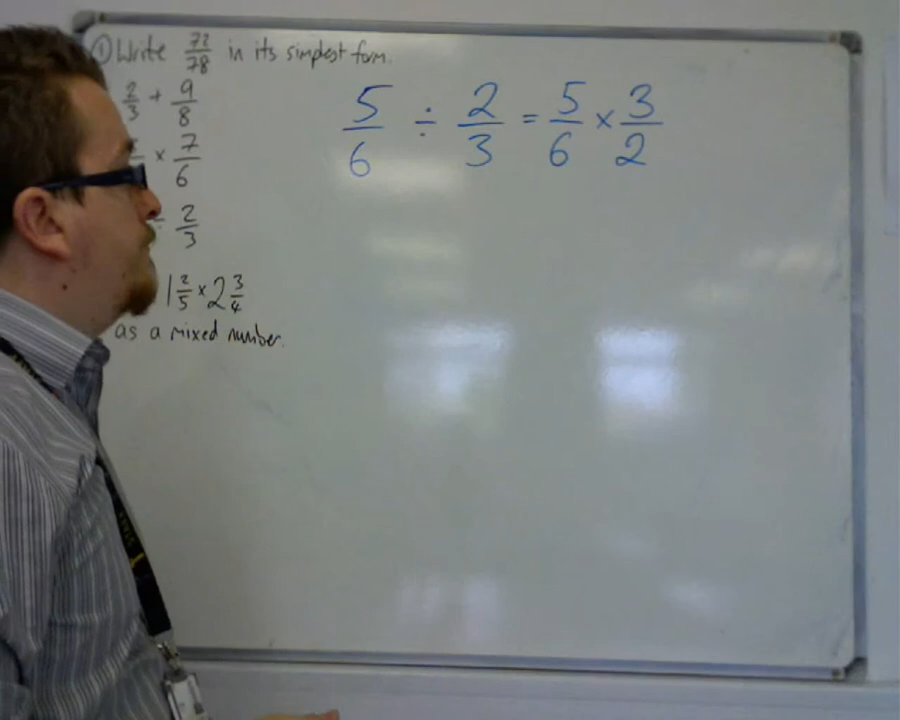 ① Write 72/78 in its simplest form.
2/3 + 9/8
× 7/6
÷ 2/3
1 2/5 × 2 3/4
as a mixed number.
5/6 ÷ 2/3 = 5/6 × 3/2